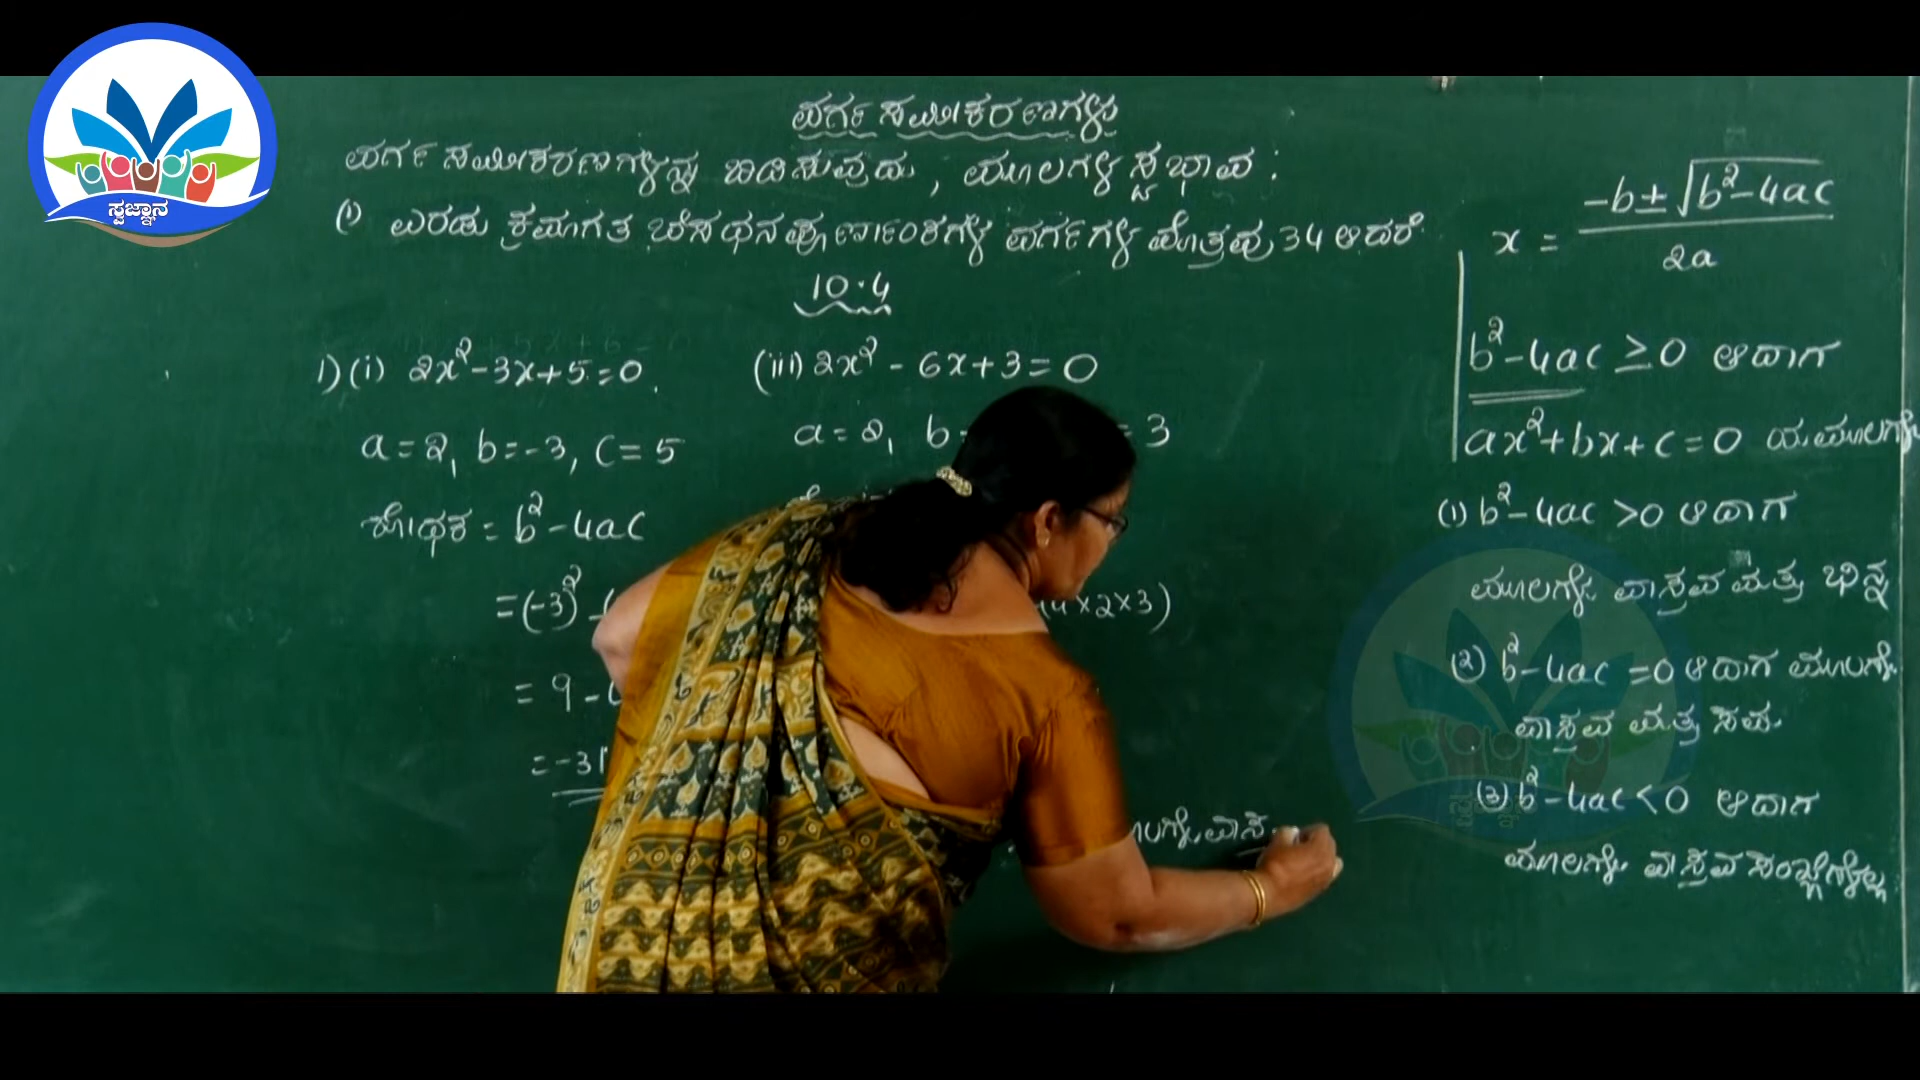 ಸ್ವಜ್ಞಾನ
ವರ್ಗ ಸಮೀಕರಣಗಳು
ವರ್ಗ ಸಮೀಕರಣಗಳನ್ನು ಬಿಡಿಸುವುದು, ಮೂಲಗಳ ಸ್ವಭಾವ :
(1) ಎರಡು ಕ್ರಮಾಗತ ಬೆಸ ಧನ ಪೂರ್ಣಾಂಕಗಳ ವರ್ಗಗಳ ಮೊತ್ತವು 34 ಆದರೆ
10.4
1) (i) 2x² - 3x + 5 = 0.
a = 2, b = -3, c = 5
ಶೋಧಕ = b² - 4ac
= (-3)² -
= 9 -
= -31
(iii) 2x² - 6x + 3 = 0
a = 2, b = 3
4 × 2 × 3)
x = -b ± √b² - 4ac / 2a
b² - 4ac ≥ 0 ಆದಾಗ
ax² + bx + c = 0 ಯ ಮೂಲಗಳು
(1) b² - 4ac > 0 ಆದಾಗ
ಮೂಲಗಳು ವಾಸ್ತವ ಮತ್ತು ಭಿನ್ನ
(2) b² - 4ac = 0 ಆದಾಗ ಮೂಲಗಳು
ವಾಸ್ತವ ಮತ್ತು ಸಮ
(3) b² - 4ac < 0 ಆದಾಗ
ಮೂಲಗಳು ವಾಸ್ತವ ಸಂಖ್ಯೆಗಳಲ್ಲ